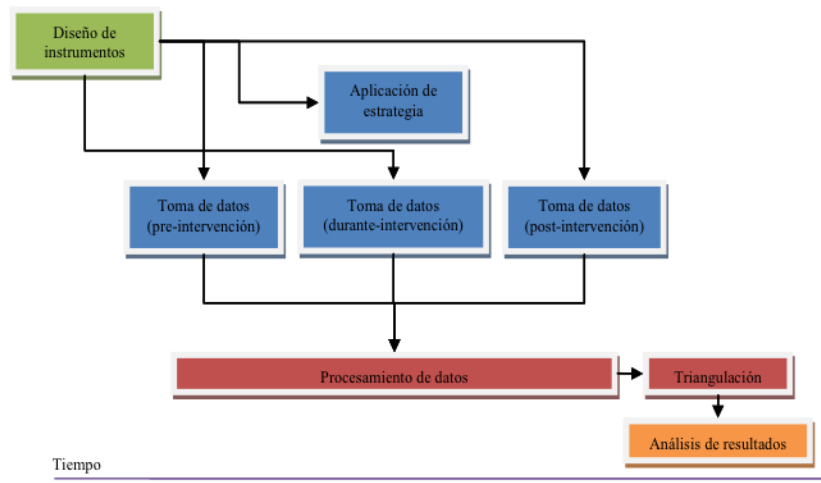 Diseño de
instrumentos
Aplicación de
estrategia
Toma de datos
(pre-intervención)
Toma de datos
(durante-intervención)
Toma de datos
(post-intervención)
Procesamiento de datos
Triangulación
Análisis de resultados
Tiempo